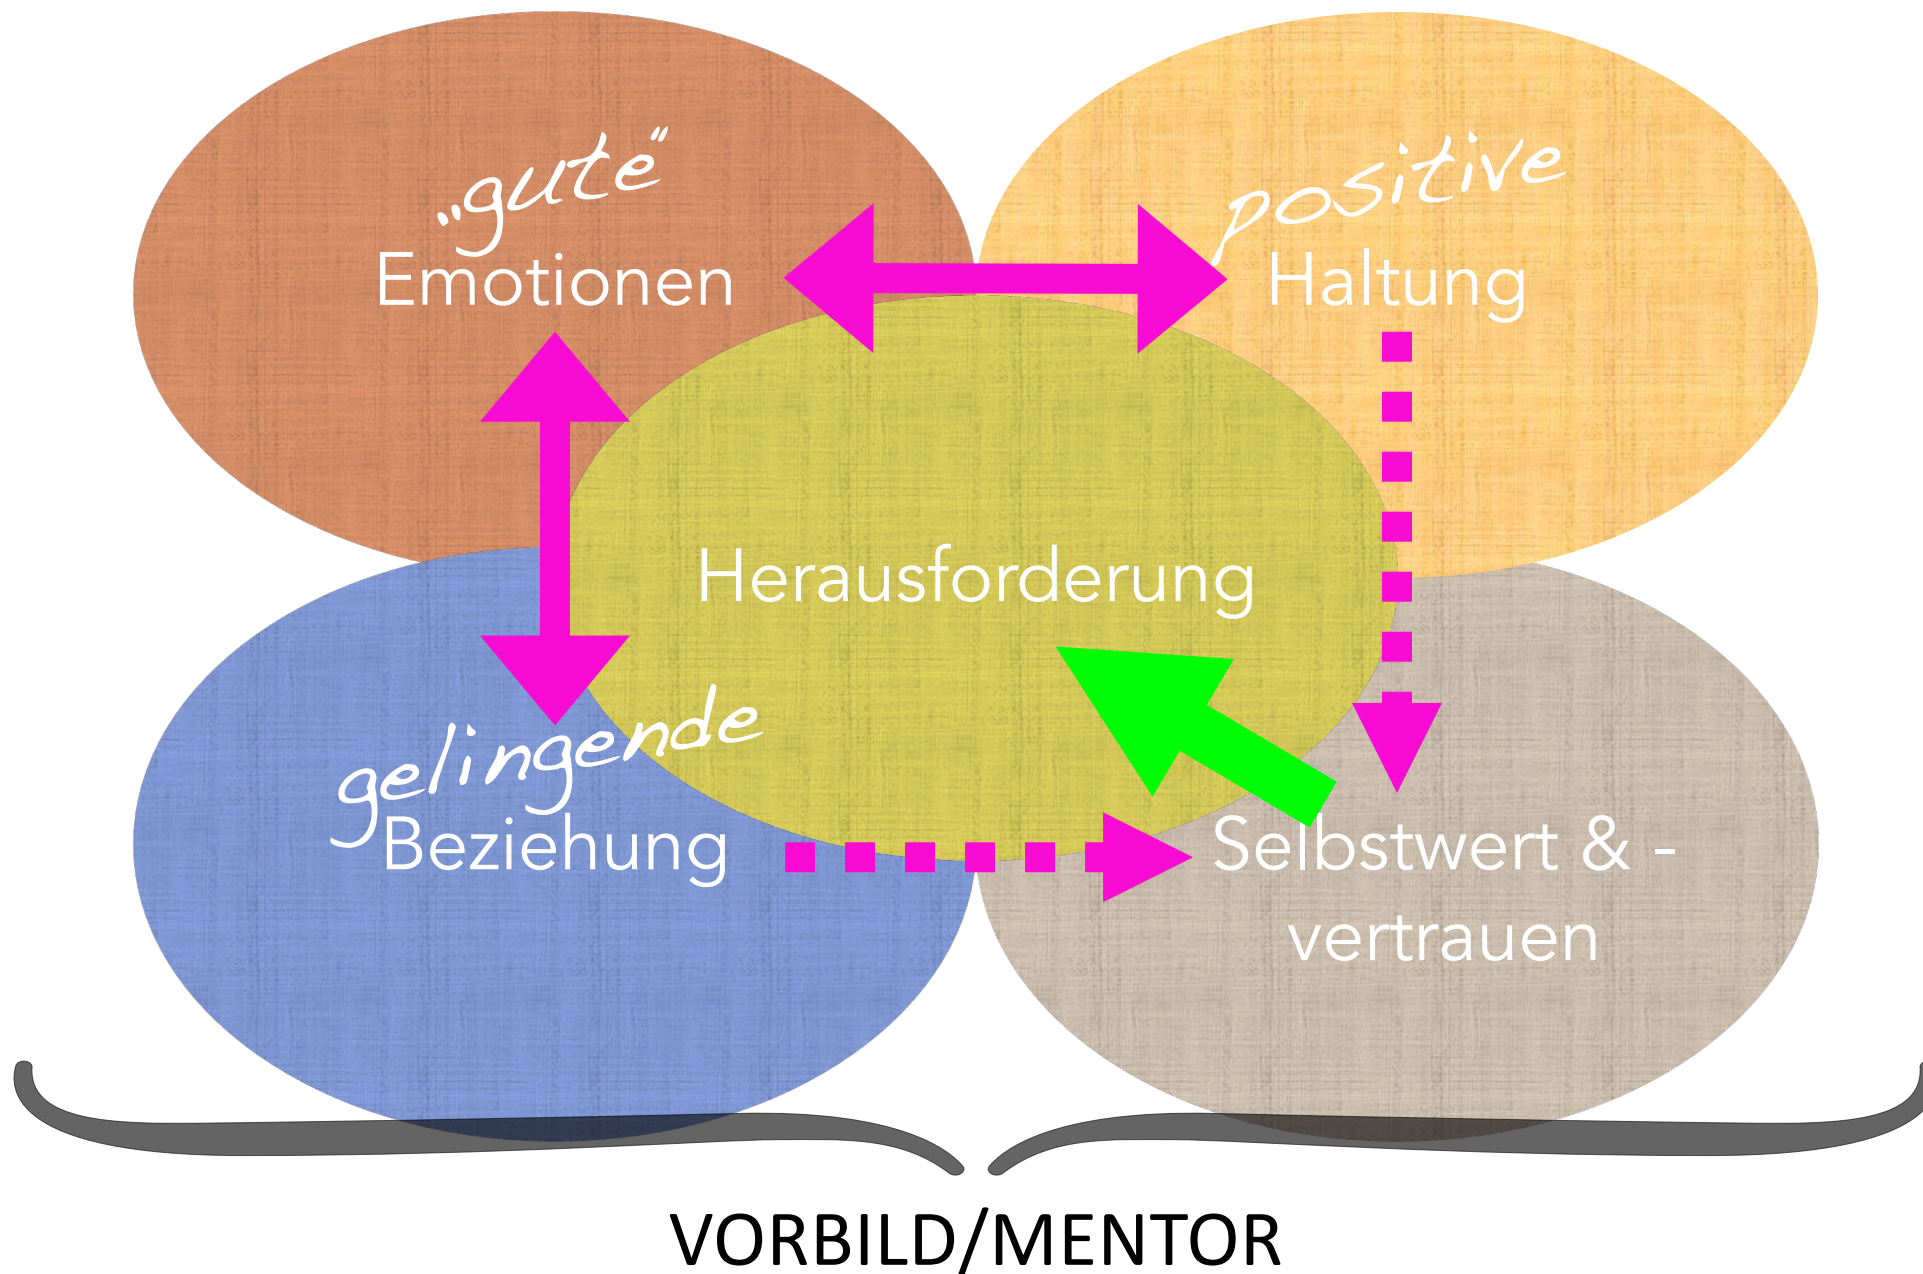 „gute“
Emotionen
positive
Haltung
Herausforderung
gelingende
Beziehung
Selbstwert & -
vertrauen
VORBILD/MENTOR